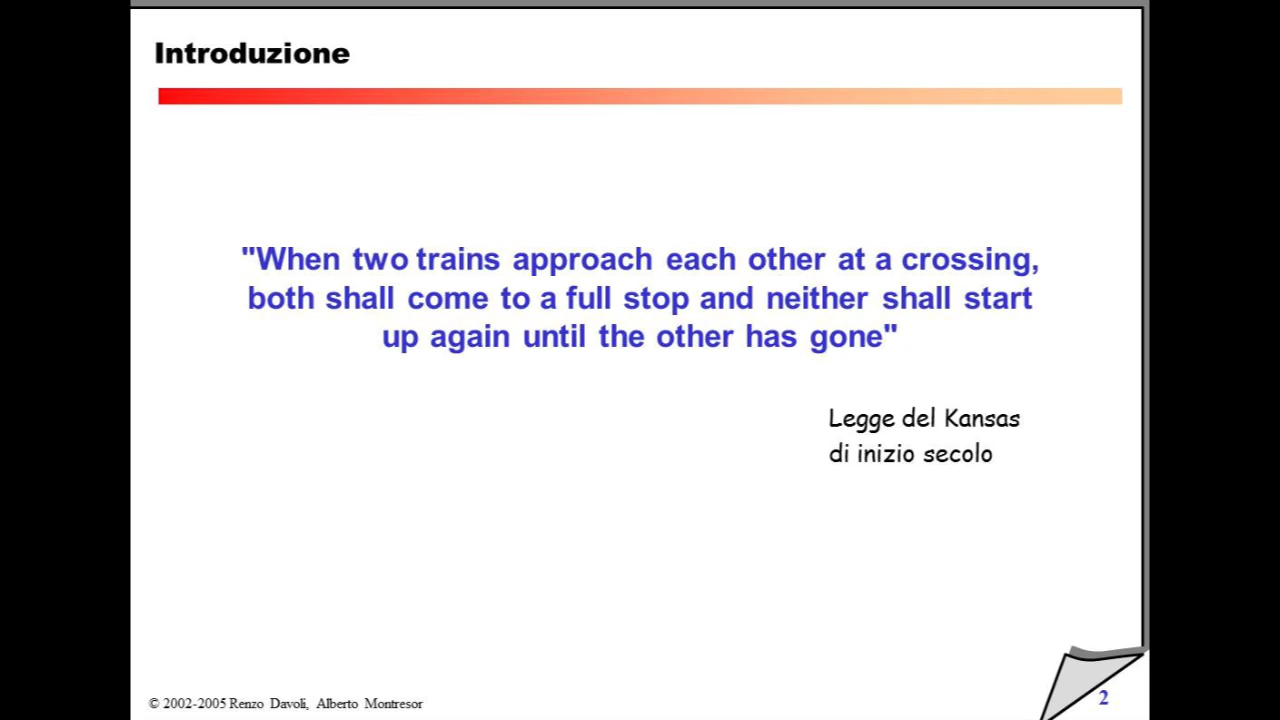 Introduzione
"When two trains approach each other at a crossing,
both shall come to a full stop and neither shall start
up again until the other has gone"
Legge del Kansas
di inizio secolo
© 2002-2005 Renzo Davoli, Alberto Montresor
2